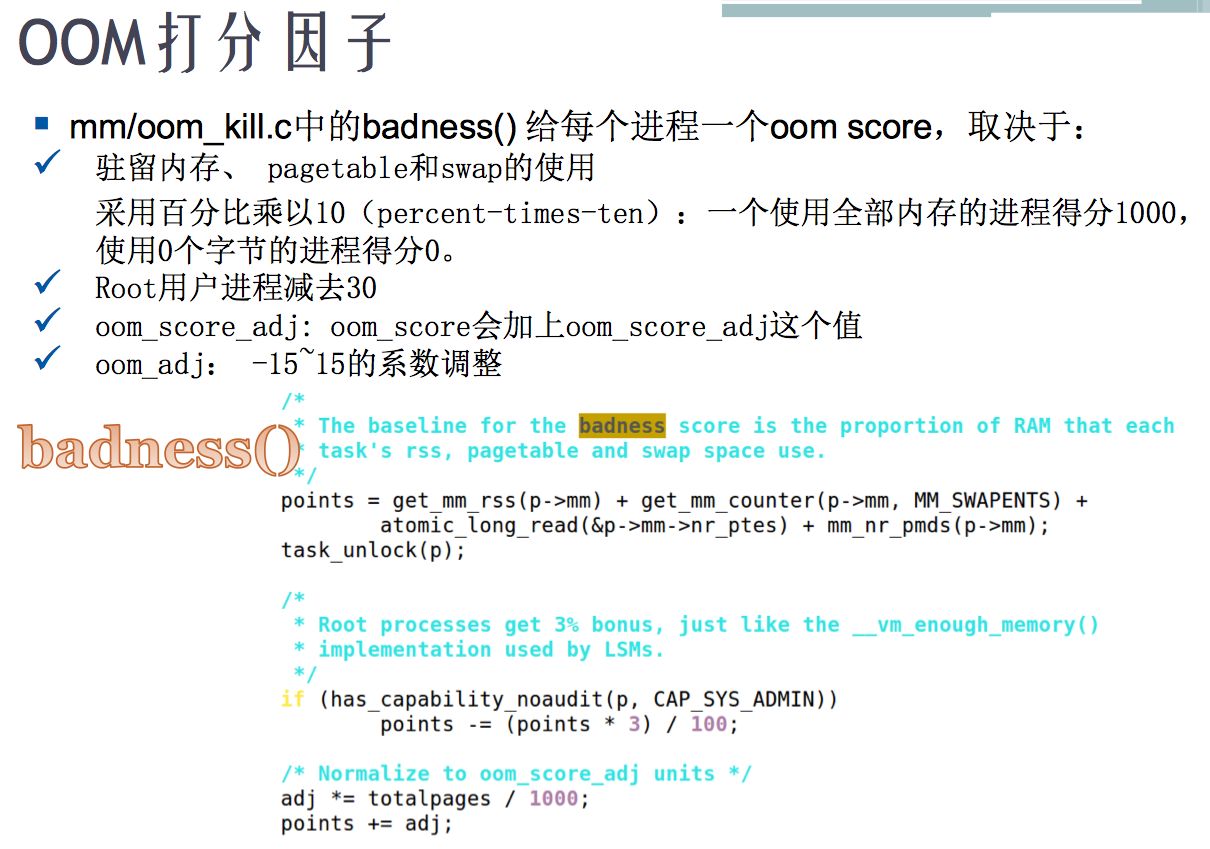 OOM打分因子
mm/oom_kill.c中的badness() 给每个进程一个oom score，取决于：
驻留内存、 pagetable和swap的使用
采用百分比乘以10（percent-times-ten）：一个使用全部内存的进程得分1000，
使用0个字节的进程得分0。
Root用户进程减去30
oom_score_adj: oom_score会加上oom_score_adj这个值
oom_adj： -15~15的系数调整
badness()
/*
* The baseline for the badness score is the proportion of RAM that each
* task's rss, pagetable and swap space use.
*/
points = get_mm_rss(p->mm) + get_mm_counter(p->mm, MM_SWAPENTS) +
atomic_long_read(&p->mm->nr_ptes) + mm_nr_pmds(p->mm);
task_unlock(p);
/*
* Root processes get 3% bonus, just like the __vm_enough_memory()
* implementation used by LSMs.
*/
if (has_capability_noaudit(p, CAP_SYS_ADMIN))
points -= (points * 3) / 100;
/* Normalize to oom_score_adj units */
adj *= totalpages / 1000;
points += adj;